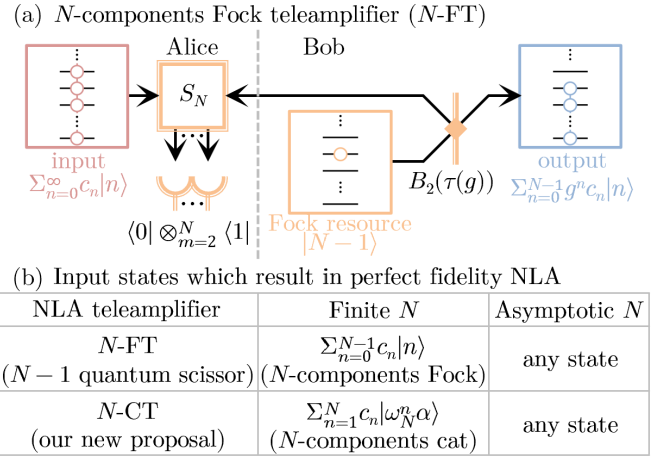 (a) N-components Fock teleamplifier (N-FT)
Alice
Bob
S_N
input
Σ_{n=0}^{∞} c_n|n⟩
⟨0| ⊗_{m=2}^{N} ⟨1|
Fock resource
|N − 1⟩
B_2(τ(g))
output
Σ_{n=0}^{N−1} g^n c_n|n⟩
(b) Input states which result in perfect fidelity NLA
NLA teleamplifier
Finite N
Asymptotic N
N-FT
(N − 1 quantum scissor)
Σ_{n=0}^{N−1} c_n|n⟩
(N-components Fock)
any state
N-CT
(our new proposal)
Σ_{n=1}^{N} c_n|ω_N^n α⟩
(N-components cat)
any state